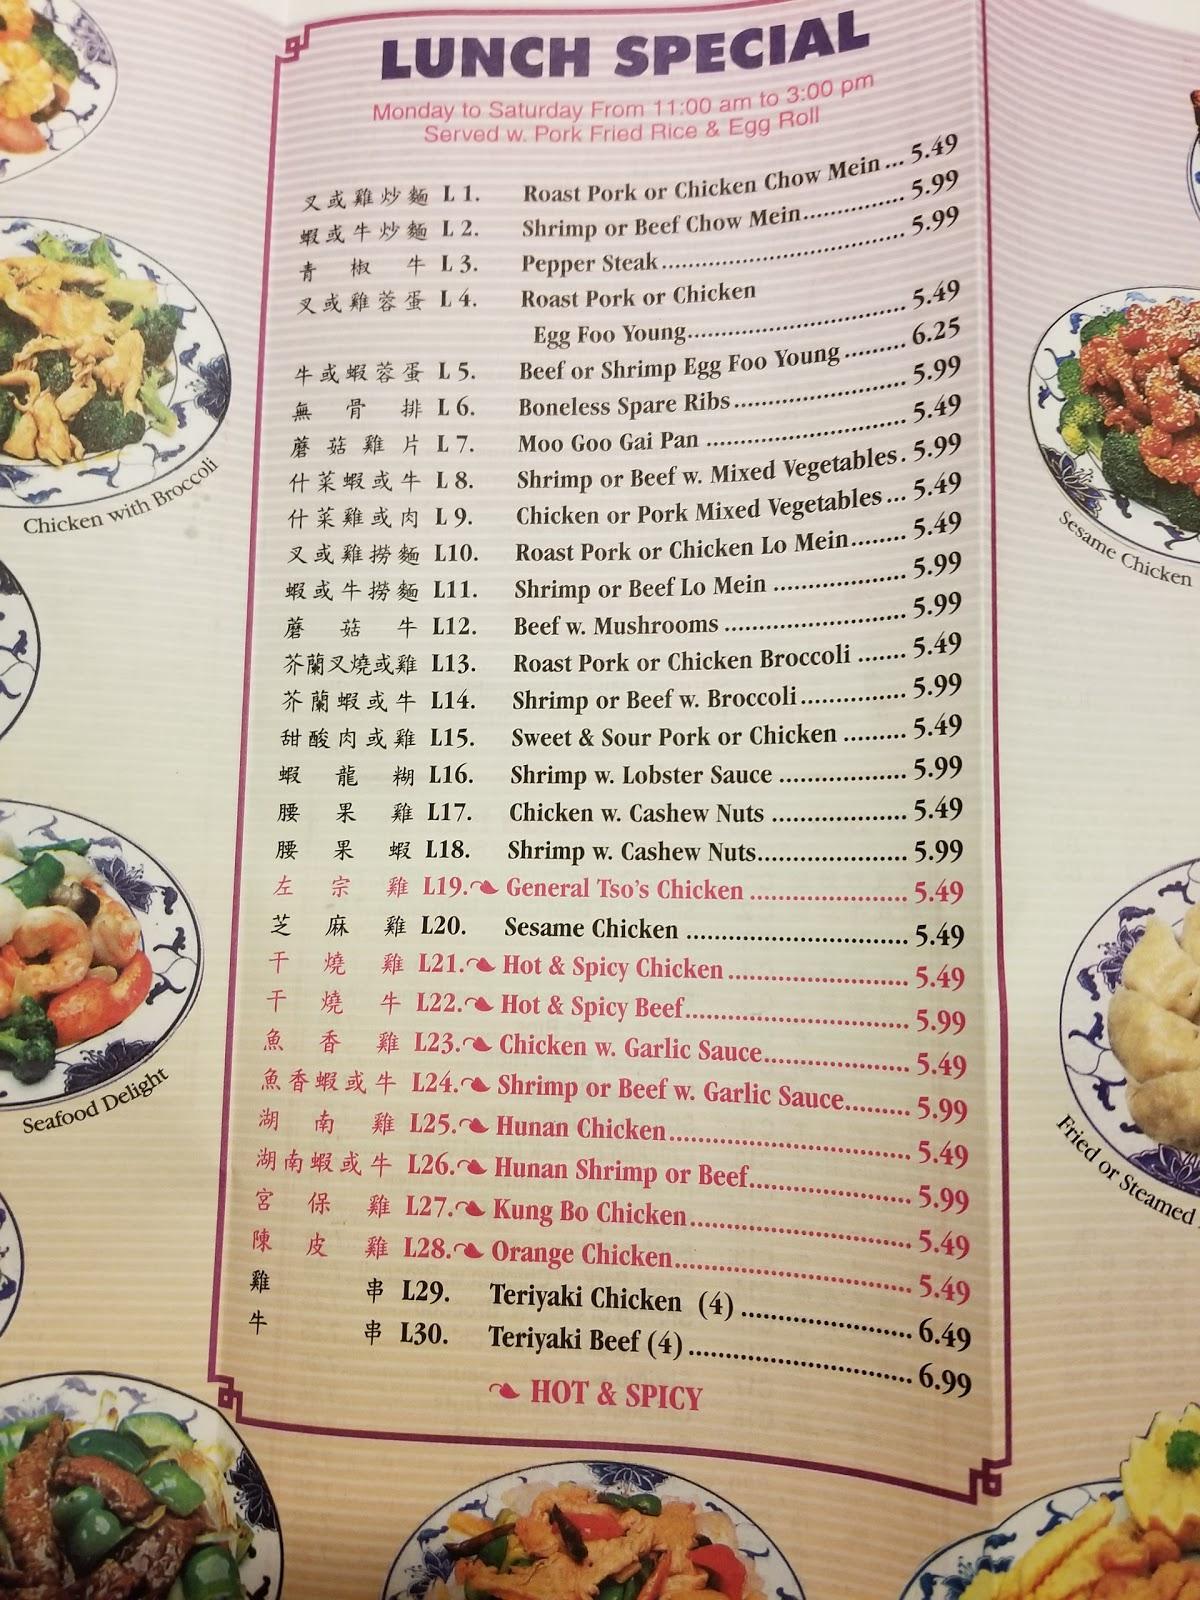 LUNCH SPECIAL
Monday to Saturday From 11:00 am to 3:00 pm
Served w. Pork Fried Rice & Egg Roll
叉或雞炒麵 L 1. Roast Pork or Chicken Chow Mein... 5.49
蝦或牛炒麵 L 2. Shrimp or Beef Chow Mein.................. 5.99
青椒牛 L 3. Pepper Steak........................................ 5.99
叉或雞蓉蛋 L 4. Roast Pork or Chicken
Egg Foo Young.................................... 5.49
牛或蝦蓉蛋 L 5. Beef or Shrimp Egg Foo Young ......... 6.25
無骨排 L 6. Boneless Spare Ribs............................. 5.99
蘑菇雞片 L 7. Moo Goo Gai Pan ................................. 5.49
什菜蝦或牛 L 8. Shrimp or Beef w. Mixed Vegetables. 5.99
什菜雞或肉 L 9. Chicken or Pork Mixed Vegetables... 5.49
叉或雞撈麵 L10. Roast Pork or Chicken Lo Mein........ 5.49
蝦或牛撈麵 L11. Shrimp or Beef Lo Mein ...................... 5.99
蘑菇牛 L12. Beef w. Mushrooms .............................. 5.99
芥蘭叉燒或雞 L13. Roast Pork or Chicken Broccoli ....... 5.49
芥蘭蝦或牛 L14. Shrimp or Beef w. Broccoli................. 5.99
甜酸肉或雞 L15. Sweet & Sour Pork or Chicken ......... 5.49
蝦龍糊 L16. Shrimp w. Lobster Sauce ..................... 5.99
腰果雞 L17. Chicken w. Cashew Nuts ...................... 5.49
腰果蝦 L18. Shrimp w. Cashew Nuts........................ 5.99
左宗雞 L19. General Tso's Chicken ......................... 5.49
芝麻雞 L20. Sesame Chicken .................................... 5.49
干燒雞 L21. Hot & Spicy Chicken ............................. 5.49
干燒牛 L22. Hot & Spicy Beef.................................... 5.99
魚香雞 L23. Chicken w. Garlic Sauce........................ 5.49
魚香蝦或牛 L24. Shrimp or Beef w. Garlic Sauce.......... 5.99
湖南雞 L25. Hunan Chicken....................................... 5.49
湖南蝦或牛 L26. Hunan Shrimp or Beef.......................... 5.99
宮保雞 L27. Kung Bo Chicken................................... 5.49
陳皮雞 L28. Orange Chicken..................................... 5.49
雞串 L29. Teriyaki Chicken (4) ........................... 6.49
牛串 L30. Teriyaki Beef (4) ................................... 6.99
HOT & SPICY
Chicken with Broccoli
Sesame Chicken
Seafood Delight
Fried or Steamed